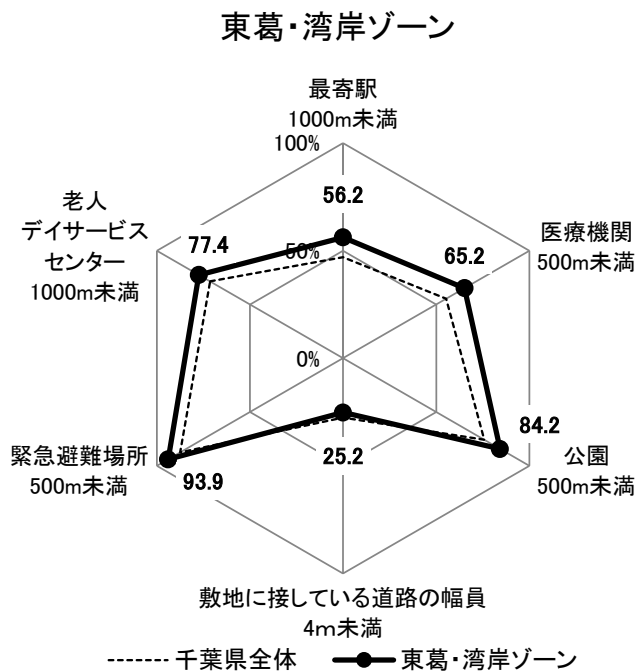 東葛・湾岸ゾーン
最寄駅
1000m未満
100%
56.2
老人
デイサービス
センター
1000m未満
77.4
50%
65.2
医療機関
500m未満
0%
緊急避難場所
500m未満
93.9
25.2
84.2
公園
500m未満
敷地に接している道路の幅員
4m未満
千葉県全体
東葛・湾岸ゾーン